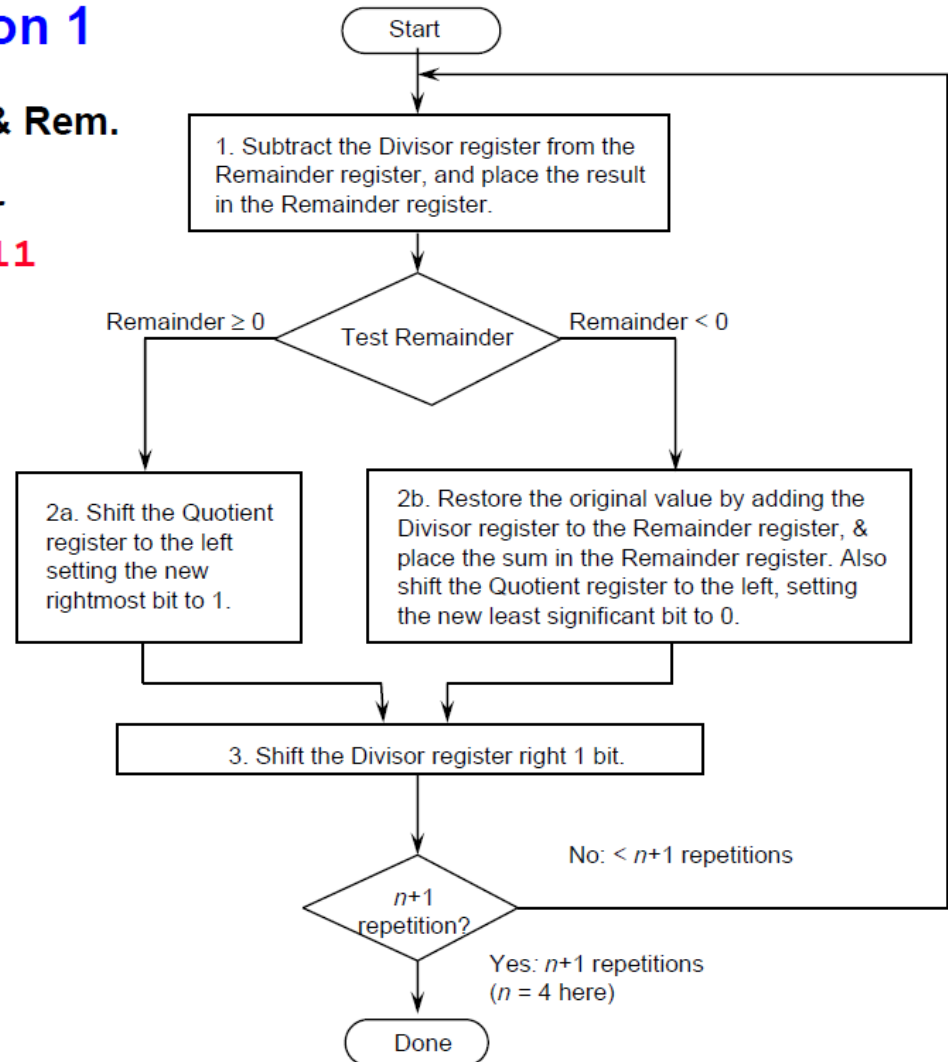 on 1
& Rem.
11
Start
1. Subtract the Divisor register from the
Remainder register, and place the result
in the Remainder register.
Test Remainder
Remainder ≥ 0
Remainder < 0
2a. Shift the Quotient
register to the left
setting the new
rightmost bit to 1.
2b. Restore the original value by adding the
Divisor register to the Remainder register, &
place the sum in the Remainder register. Also
shift the Quotient register to the left, setting
the new least significant bit to 0.
3. Shift the Divisor register right 1 bit.
No: < n+1 repetitions
n+1
repetition?
Yes: n+1 repetitions
(n = 4 here)
Done